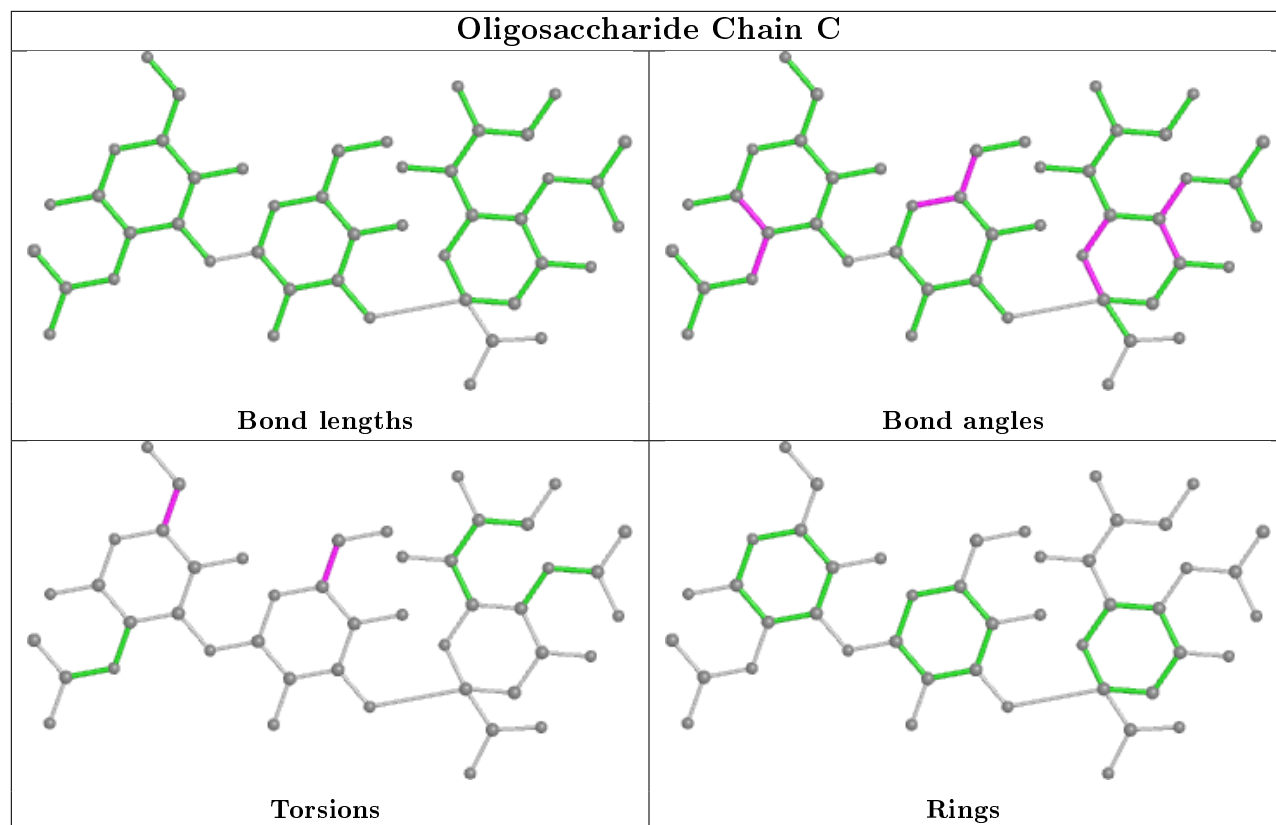 Oligosaccharide Chain C
Bond lengths
Bond angles
Torsions
Rings